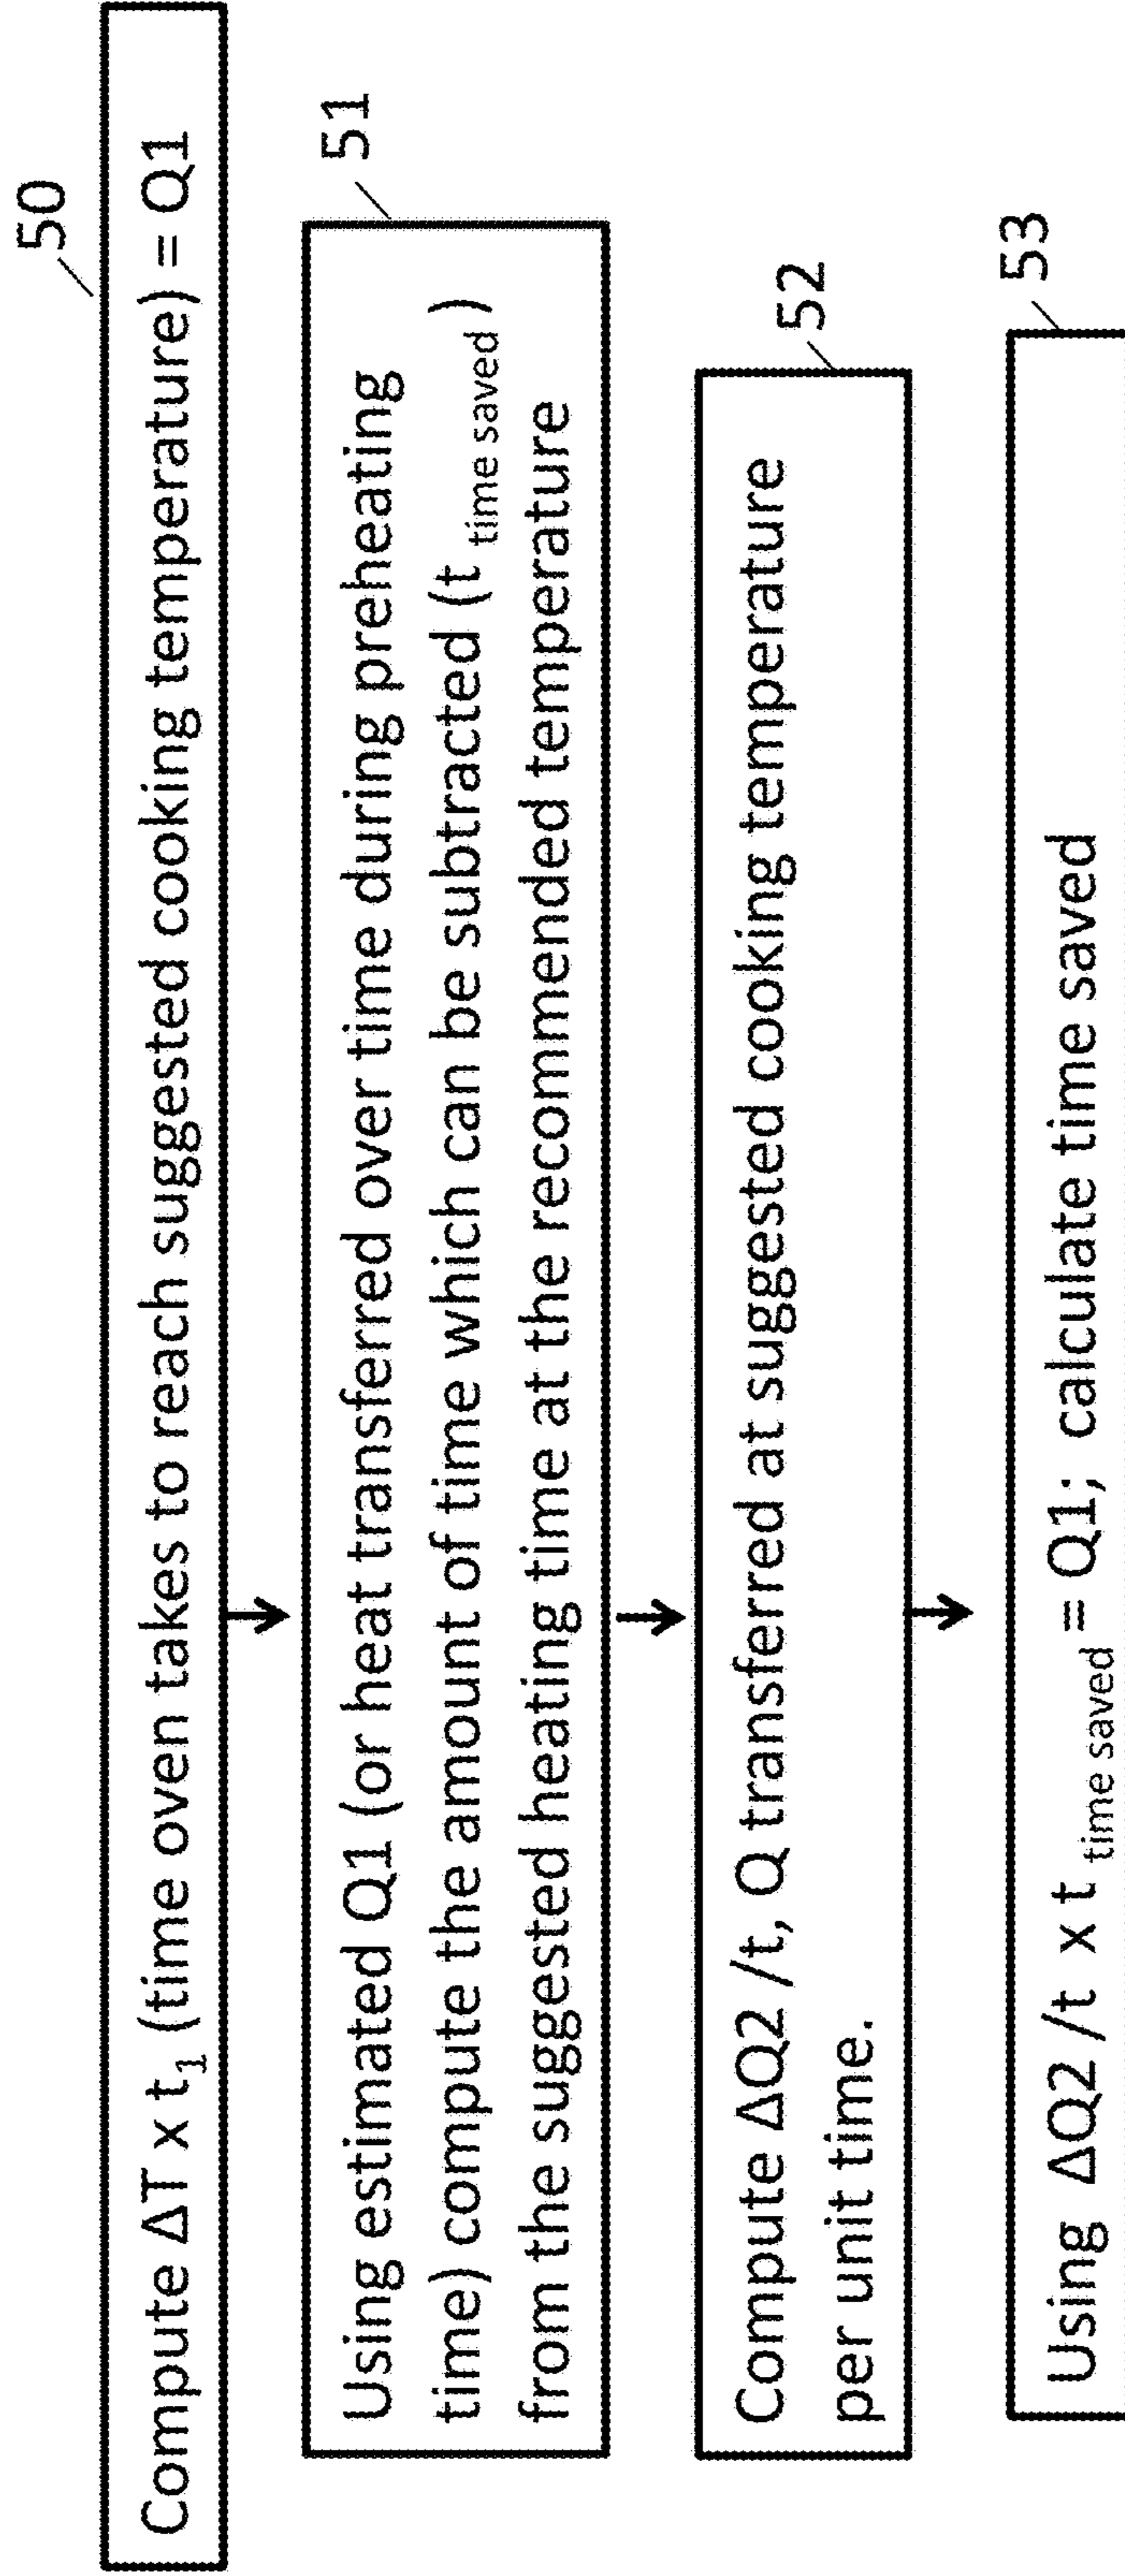 50
Compute ΔT x t₁ (time oven takes to reach suggested cooking temperature) = Q1
51
Using estimated Q1 (or heat transferred over time during preheating
time) compute the amount of time which can be subtracted (t time saved )
from the suggested heating time at the recommended temperature
52
Compute ΔQ2 /t, Q transferred at suggested cooking temperature
per unit time.
53
Using ΔQ2 /t x t time saved = Q1; calculate time saved